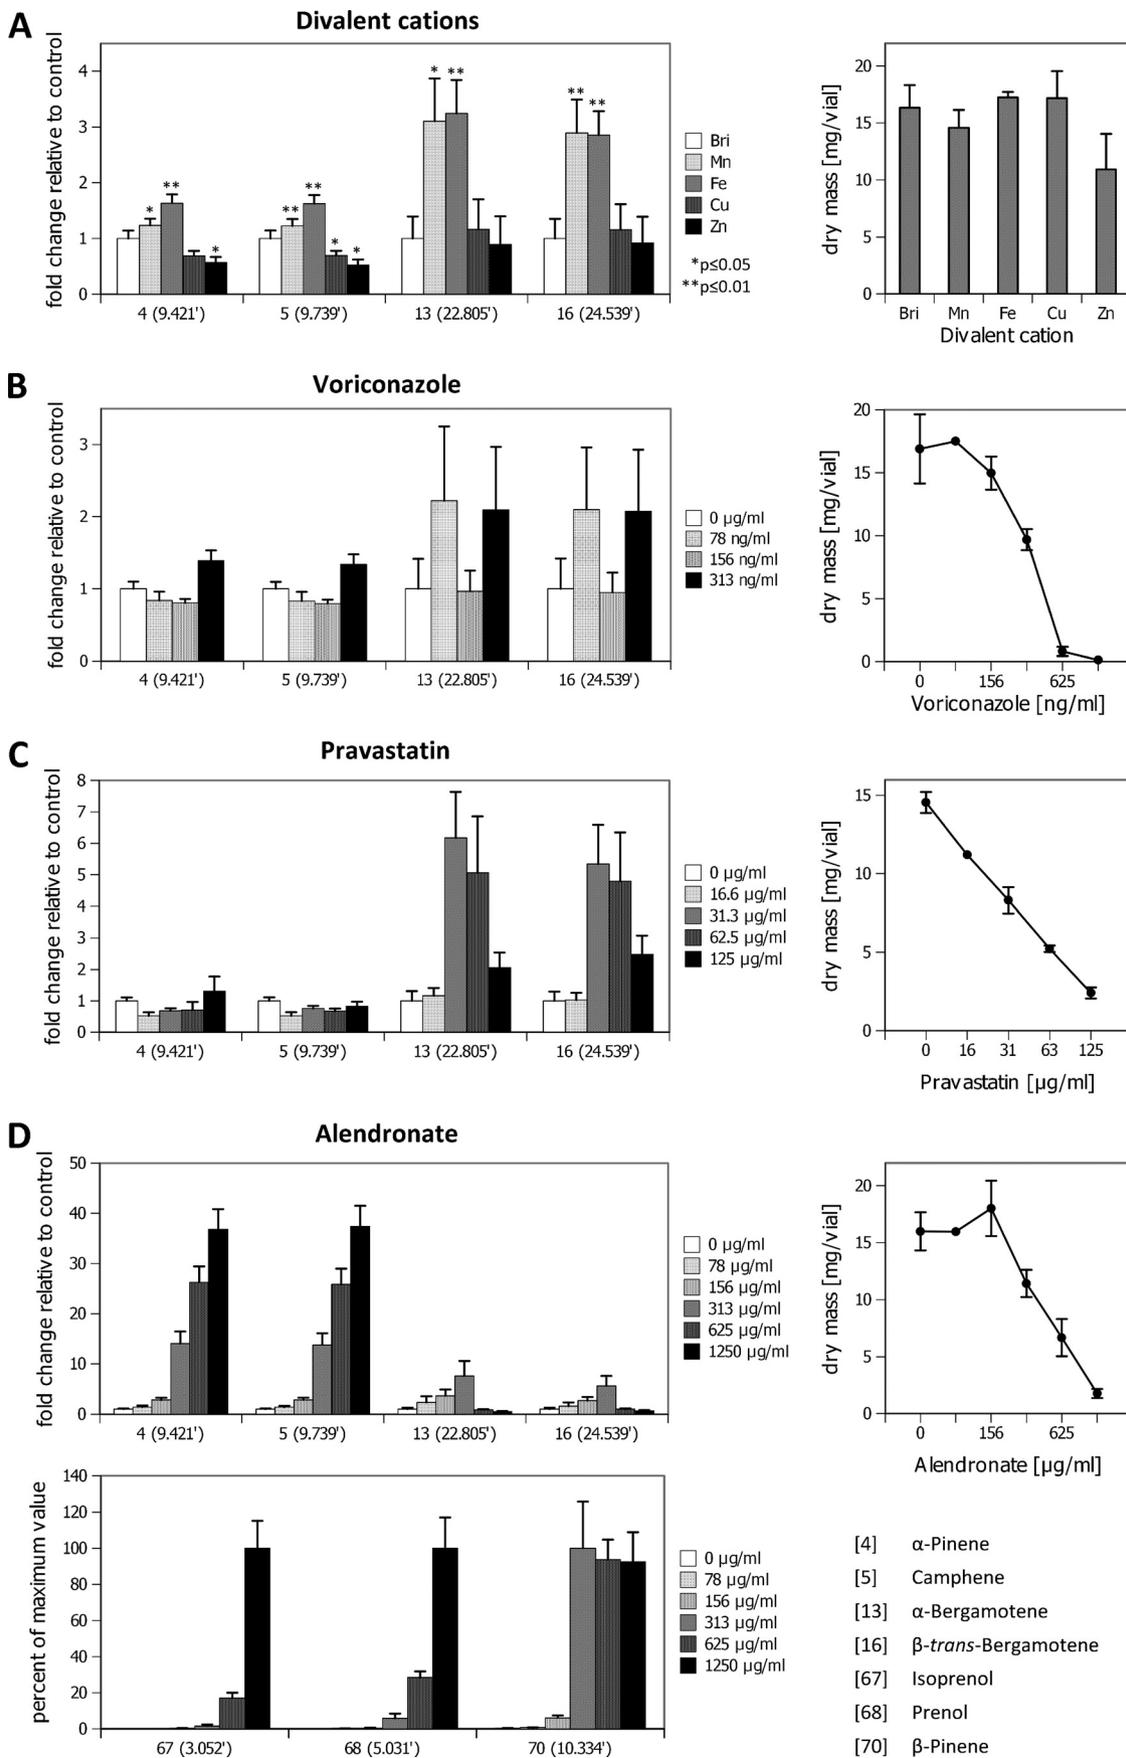 A
Divalent cations
fold change relative to control
4
3
2
1
0
* ** ** ** * ** ** ** * * * *
4 (9.421') 5 (9.739') 13 (22.805') 16 (24.539')
Bri
Mn
Fe
Cu
Zn
*p≤0.05
**p≤0.01
dry mass [mg/vial]
20
15
10
5
0
Bri Mn Fe Cu Zn
Divalent cation
B
Voriconazole
fold change relative to control
3
2
1
0
4 (9.421') 5 (9.739') 13 (22.805') 16 (24.539')
0 µg/ml
78 ng/ml
156 ng/ml
313 ng/ml
dry mass [mg/vial]
20
15
10
5
0
0 156 625
Voriconazole [ng/ml]
C
Pravastatin
fold change relative to control
8
7
6
5
4
3
2
1
0
4 (9.421') 5 (9.739') 13 (22.805') 16 (24.539')
0 µg/ml
16.6 µg/ml
31.3 µg/ml
62.5 µg/ml
125 µg/ml
dry mass [mg/vial]
15
10
5
0
0 16 31 63 125
Pravastatin [µg/ml]
D
Alendronate
fold change relative to control
50
40
30
20
10
0
4 (9.421') 5 (9.739') 13 (22.805') 16 (24.539')
0 µg/ml
78 µg/ml
156 µg/ml
313 µg/ml
625 µg/ml
1250 µg/ml
dry mass [mg/vial]
20
15
10
5
0
0 156 625
Alendronate [µg/ml]
percent of maximum value
140
120
100
80
60
40
20
0
67 (3.052') 68 (5.031') 70 (10.334')
0 µg/ml
78 µg/ml
156 µg/ml
313 µg/ml
625 µg/ml
1250 µg/ml
[4] α-Pinene
[5] Camphene
[13] α-Bergamotene
[16] β-trans-Bergamotene
[67] Isoprenol
[68] Prenol
[70] β-Pinene